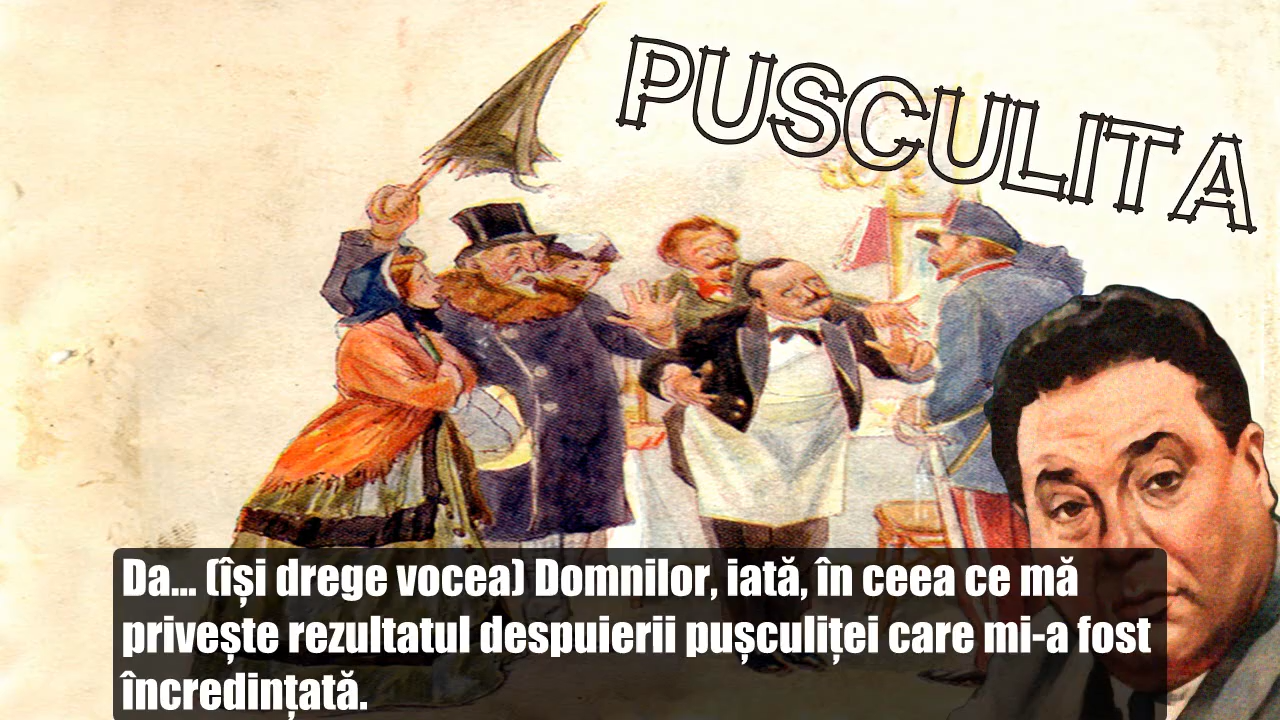 PUSCULITA
Da... (își drege vocea) Domnilor, iată, în ceea ce mă
privește rezultatul despuierii pușculiței care mi-a fost
încredințată.